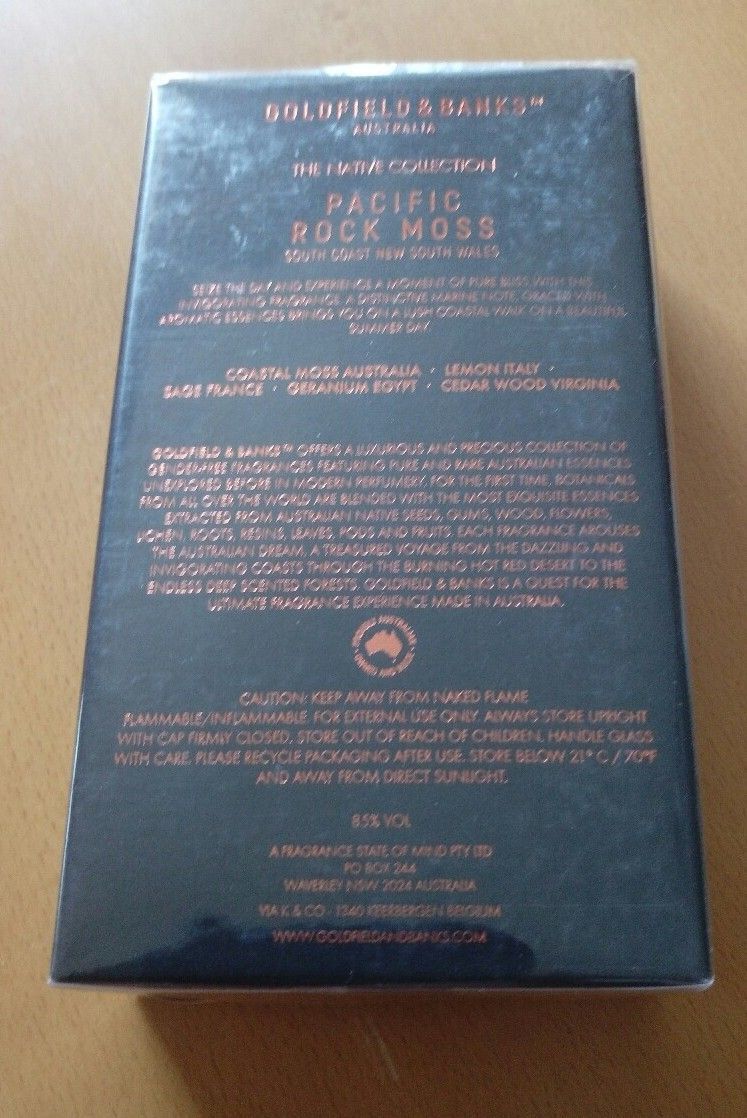 GOLDFIELD & BANKS™
AUSTRALIA
THE NATIVE COLLECTION
PACIFIC
ROCK MOSS
SOUTH COAST NEW SOUTH WALES
SEIZE THE DAY AND EXPERIENCE A MOMENT OF PURE BLISS WITH THIS
INVIGORATING FRAGRANCE. A DISTINCTIVE MARINE NOTE, GRACED WITH
AROMATIC ESSENCES BRINGS YOU ON A LUSH COASTAL WALK ON A BEAUTIFUL
SUMMER DAY
COASTAL MOSS AUSTRALIA · LEMON ITALY ·
SAGE FRANCE · GERANIUM EGYPT · CEDAR WOOD VIRGINIA
GOLDFIELD & BANKS™ OFFERS A LUXURIOUS AND PRECIOUS COLLECTION OF
GENDER-FREE FRAGRANCES FEATURING PURE AND RARE AUSTRALIAN ESSENCES
UNEXPLORED BEFORE IN MODERN PERFUMERY. FOR THE FIRST TIME, BOTANICALS
FROM ALL OVER THE WORLD ARE BLENDED WITH THE MOST EXQUISITE ESSENCES
EXTRACTED FROM AUSTRALIAN NATIVE SEEDS, GUMS, WOOD, FLOWERS,
LICHEN, ROOTS, RESINS, LEAVES, PODS AND FRUITS. EACH FRAGRANCE AROUSES
THE AUSTRALIAN DREAM, A TREASURED VOYAGE FROM THE DAZZLING AND
INVIGORATING COASTS THROUGH THE BURNING HOT RED DESERT TO THE
ENDLESS DEEP SCENTED FORESTS. GOLDFIELD & BANKS IS A QUEST FOR THE
ULTIMATE FRAGRANCE EXPERIENCE MADE IN AUSTRALIA.
AUSTRALIAN
OWNED AND MADE
CAUTION: KEEP AWAY FROM NAKED FLAME
FLAMMABLE/INFLAMMABLE. FOR EXTERNAL USE ONLY. ALWAYS STORE UPRIGHT
WITH CAP FIRMLY CLOSED. STORE OUT OF REACH OF CHILDREN. HANDLE GLASS
WITH CARE. PLEASE RECYCLE PACKAGING AFTER USE. STORE BELOW 21° C / 70°F
AND AWAY FROM DIRECT SUNLIGHT.
85% VOL
A FRAGRANCE STATE OF MIND PTY LTD
PO BOX 244
WAVERLEY NSW 2024 AUSTRALIA
VIA K & CO - 1340 KEERBERGEN BELGIUM
WWW.GOLDFIELDANDBANKS.COM